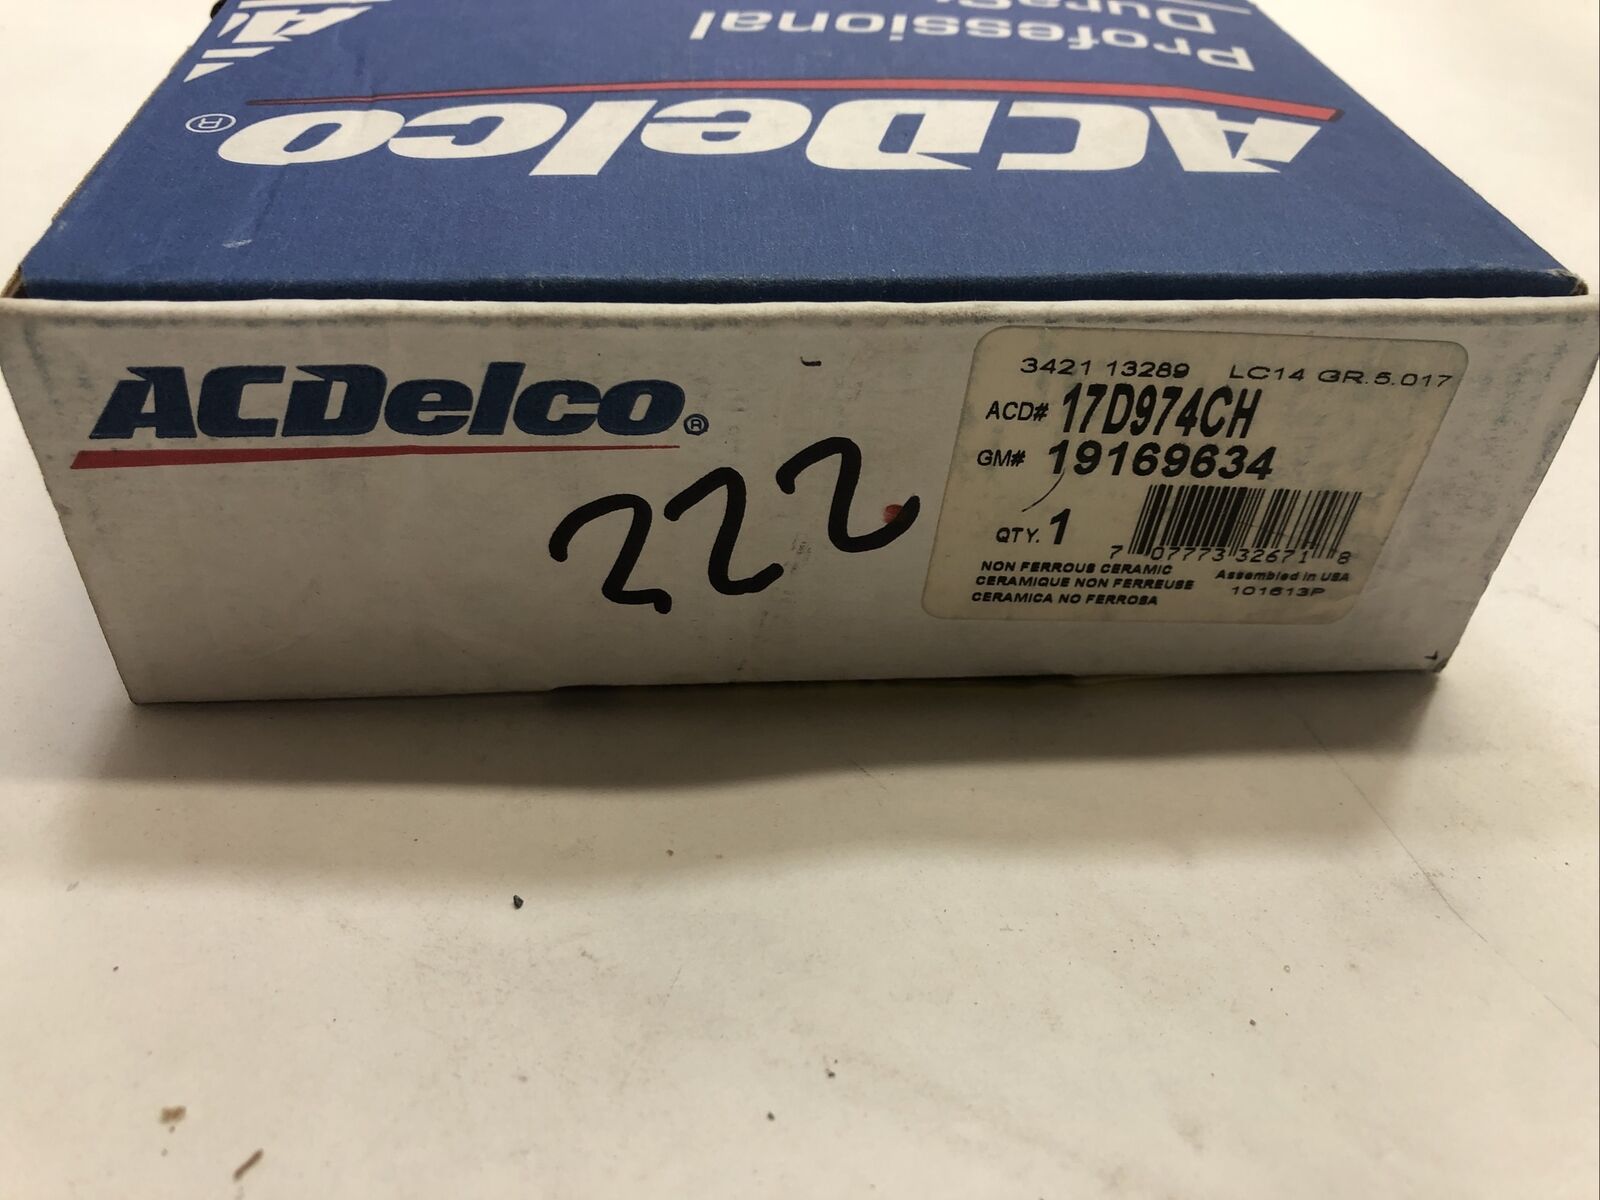 Professional
DuraS
ACDelco®
ACDelco®
222
3421 13289 LC14 GR.5.017
ACD# 17D974CH
GM# 19169634
QTY. 1
7 07773 32671 8
NON FERROUS CERAMIC
CERAMIQUE NON FERREUSE
CERAMICA NO FERROSA
Assembled in USA
101613P